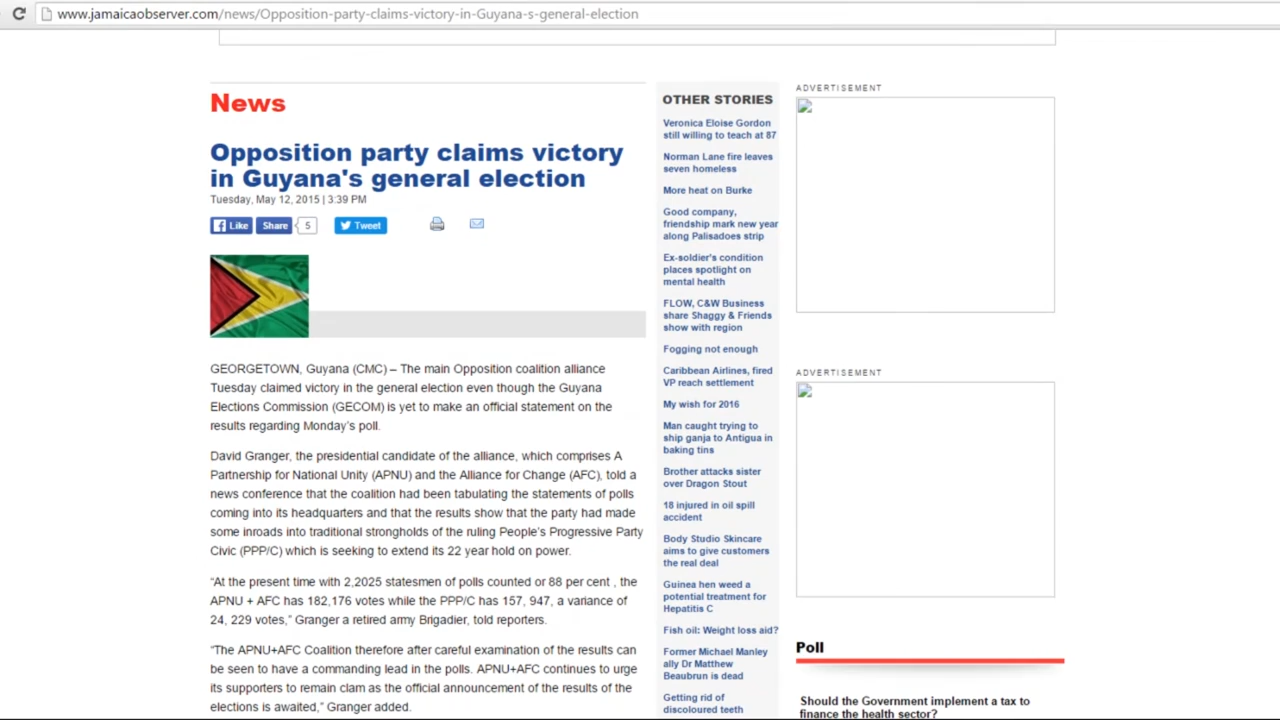 www.jamaicaobserver.com/news/Opposition-party-claims-victory-in-Guyana-s-general-election
News
Opposition party claims victory
in Guyana's general election
Tuesday, May 12, 2015 | 3:39 PM
Like Share 5 Tweet
GEORGETOWN, Guyana (CMC) – The main Opposition coalition alliance
Tuesday claimed victory in the general election even though the Guyana
Elections Commission (GECOM) is yet to make an official statement on the
results regarding Monday's poll.
David Granger, the presidential candidate of the alliance, which comprises A
Partnership for National Unity (APNU) and the Alliance for Change (AFC), told a
news conference that the coalition had been tabulating the statements of polls
coming into its headquarters and that the results show that the party had made
some inroads into traditional strongholds of the ruling People's Progressive Party
Civic (PPP/C) which is seeking to extend its 22 year hold on power.
“At the present time with 2,2025 statesmen of polls counted or 88 per cent , the
APNU + AFC has 182,176 votes while the PPP/C has 157, 947, a variance of
24, 229 votes,” Granger a retired army Brigadier, told reporters.
“The APNU+AFC Coalition therefore after careful examination of the results can
be seen to have a commanding lead in the polls. APNU+AFC continues to urge
its supporters to remain clam as the official announcement of the results of the
elections is awaited,” Granger added.
OTHER STORIES
Veronica Eloise Gordon
still willing to teach at 87
Norman Lane fire leaves
seven homeless
More heat on Burke
Good company,
friendship mark new year
along Palisadoes strip
Ex-soldier's condition
places spotlight on
mental health
FLOW, C&W Business
share Shaggy & Friends
show with region
Fogging not enough
Caribbean Airlines, fired
VP reach settlement
My wish for 2016
Man caught trying to
ship ganja to Antigua in
baking tins
Brother attacks sister
over Dragon Stout
18 injured in oil spill
accident
Body Studio Skincare
aims to give customers
the real deal
Guinea hen weed a
potential treatment for
Hepatitis C
Fish oil: Weight loss aid?
Former Michael Manley
ally Dr Matthew
Beaubrun is dead
Getting rid of
discoloured teeth
ADVERTISEMENT
ADVERTISEMENT
Poll
Should the Government implement a tax to
finance the health sector?